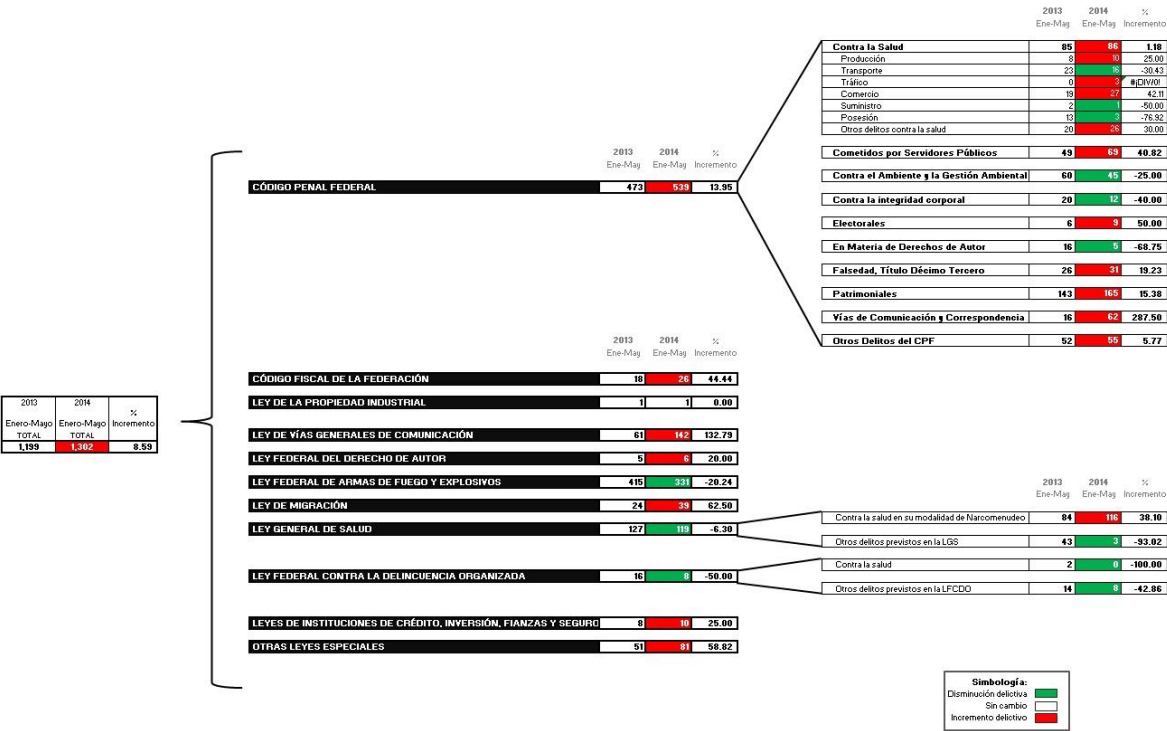 2013 2014 %
Ene-May Ene-May Incremento
Contra la Salud 85 86 1.18
Producción 8 10 25.00
Transporte 23 16 -30.43
Tráfico 0 3 #¡DIV/0!
Comercio 19 27 42.11
Suministro 2 1 -50.00
Posesión 13 3 -76.92
Otros delitos contra la salud 20 26 30.00
Cometidos por Servidores Públicos 49 69 40.82
Contra el Ambiente y la Gestión Ambiental 60 45 -25.00
Contra la integridad corporal 20 12 -40.00
Electorales 6 9 50.00
En Materia de Derechos de Autor 16 5 -68.75
Falsedad, Título Décimo Tercero 26 31 19.23
Patrimoniales 143 165 15.38
Vías de Comunicación y Correspondencia 16 62 287.50
Otros Delitos del CPF 52 55 5.77
2013 2014 %
Ene-May Ene-May Incremento
CÓDIGO PENAL FEDERAL 473 539 13.95
2013 2014 %
Ene-May Ene-May Incremento
CÓDIGO FISCAL DE LA FEDERACIÓN 18 26 44.44
LEY DE LA PROPIEDAD INDUSTRIAL 1 1 0.00
LEY DE VÍAS GENERALES DE COMUNICACIÓN 61 142 132.79
LEY FEDERAL DEL DERECHO DE AUTOR 5 6 20.00
LEY FEDERAL DE ARMAS DE FUEGO Y EXPLOSIVOS 415 331 -20.24
LEY DE MIGRACIÓN 24 39 62.50
LEY GENERAL DE SALUD 127 119 -6.30
LEY FEDERAL CONTRA LA DELINCUENCIA ORGANIZADA 16 8 -50.00
LEYES DE INSTITUCIONES DE CRÉDITO, INVERSIÓN, FIANZAS Y SEGURO 8 10 25.00
OTRAS LEYES ESPECIALES 51 81 58.82
2013 2014 %
Enero-Mayo Enero-Mayo Incremento
TOTAL TOTAL
1,199 1,302 8.59
2013 2014 %
Ene-May Ene-May Incremento
Contra la salud en su modalidad de Narcomenudeo 84 116 38.10
Otros delitos previstos en la LGS 43 3 -93.02
Contra la salud 2 0 -100.00
Otros delitos previstos en la LFCDO 14 8 -42.86
Simbología:
Disminución delictiva
Sin cambio
Incremento delictivo